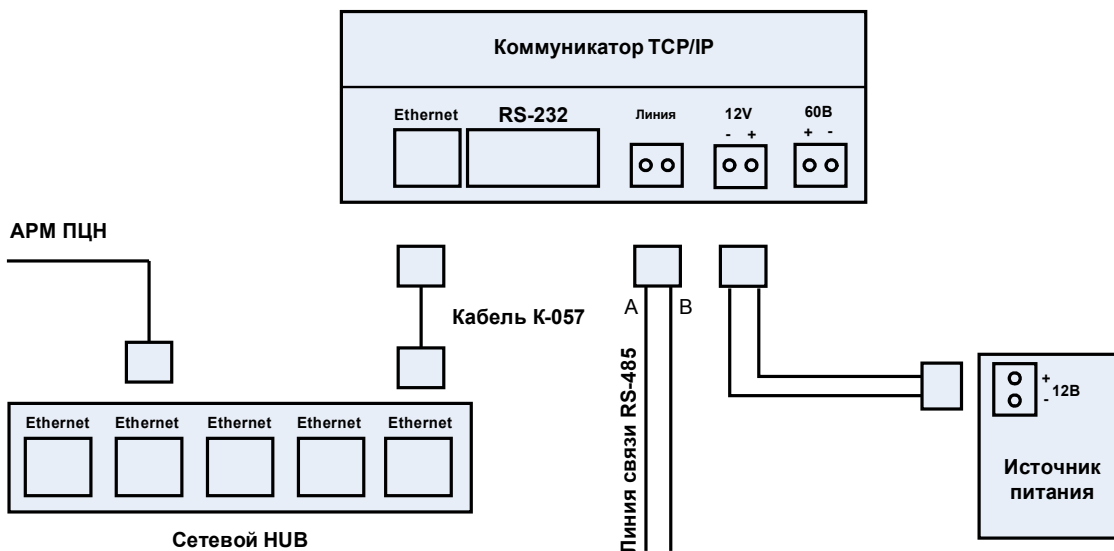 Коммуникатор TCP/IP
Ethernet RS-232 Линия 12V 60В
- + + -
АРМ ПЦН
A B
Кабель К-057
Линия связи RS-485
+
- 12В
Ethernet Ethernet Ethernet Ethernet Ethernet
Источник
питания
Сетевой HUB